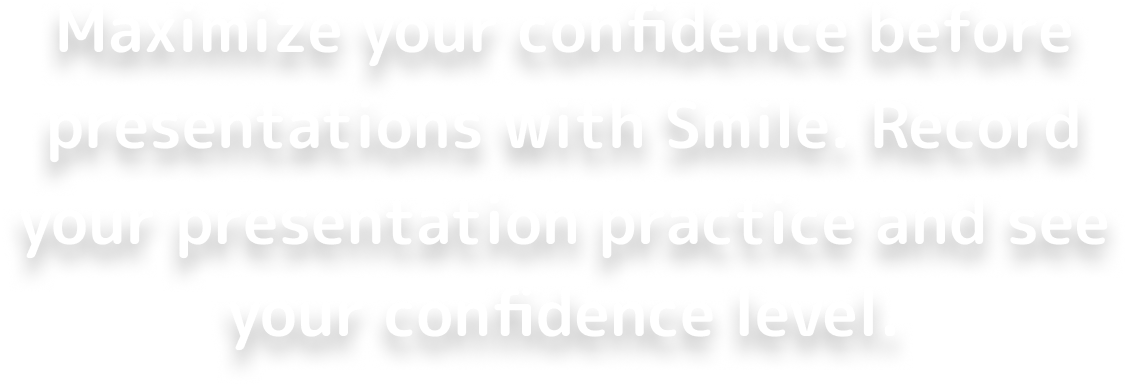 Maximize your confidence before
presentations with Smile. Record
your presentation practice and see
your confidence level.